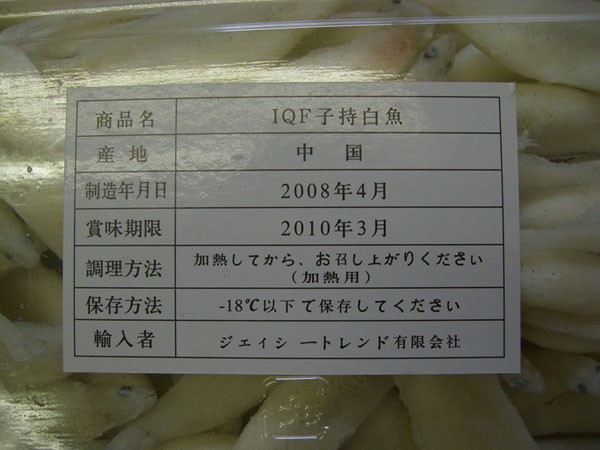 商品名 IQF子持白魚
産地 中国
制造年月日 2008年4月
賞味期限 2010年3月
調理方法 加熱してから、お召し上がりください
(加熱用)
保存方法 -18℃以下で保存してください
輸入者 ジエィシートレンド有限会社